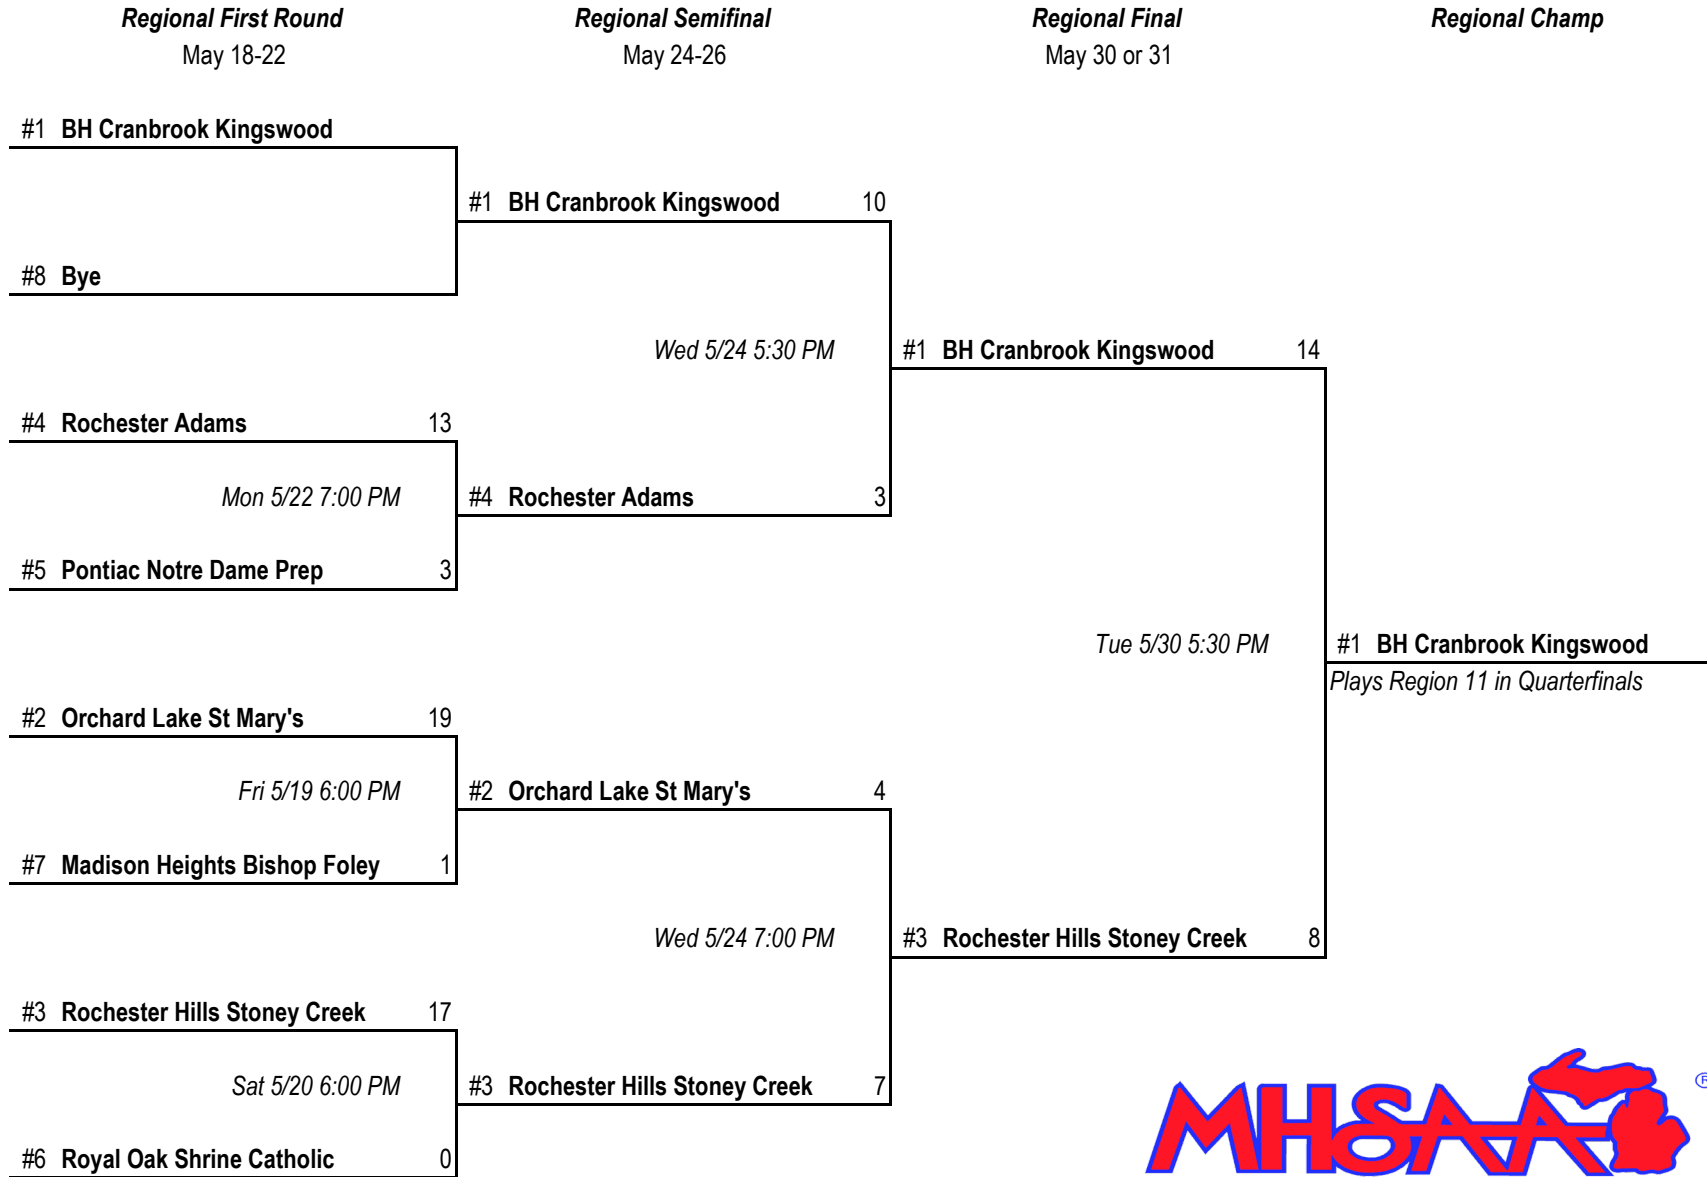 Regional First Round
May 18-22
Regional Semifinal
May 24-26
Regional Final
May 30 or 31
Regional Champ
#1 BH Cranbrook Kingswood
#8 Bye
#4 Rochester Adams 13
Mon 5/22 7:00 PM
#5 Pontiac Notre Dame Prep 3
#2 Orchard Lake St Mary's 19
Fri 5/19 6:00 PM
#7 Madison Heights Bishop Foley 1
#3 Rochester Hills Stoney Creek 17
Sat 5/20 6:00 PM
#6 Royal Oak Shrine Catholic 0
#1 BH Cranbrook Kingswood 10
Wed 5/24 5:30 PM
#4 Rochester Adams 3
#2 Orchard Lake St Mary's 4
Wed 5/24 7:00 PM
#3 Rochester Hills Stoney Creek 7
#1 BH Cranbrook Kingswood 14
Tue 5/30 5:30 PM
#3 Rochester Hills Stoney Creek 8
#1 BH Cranbrook Kingswood
Plays Region 11 in Quarterfinals
MHSAA ®